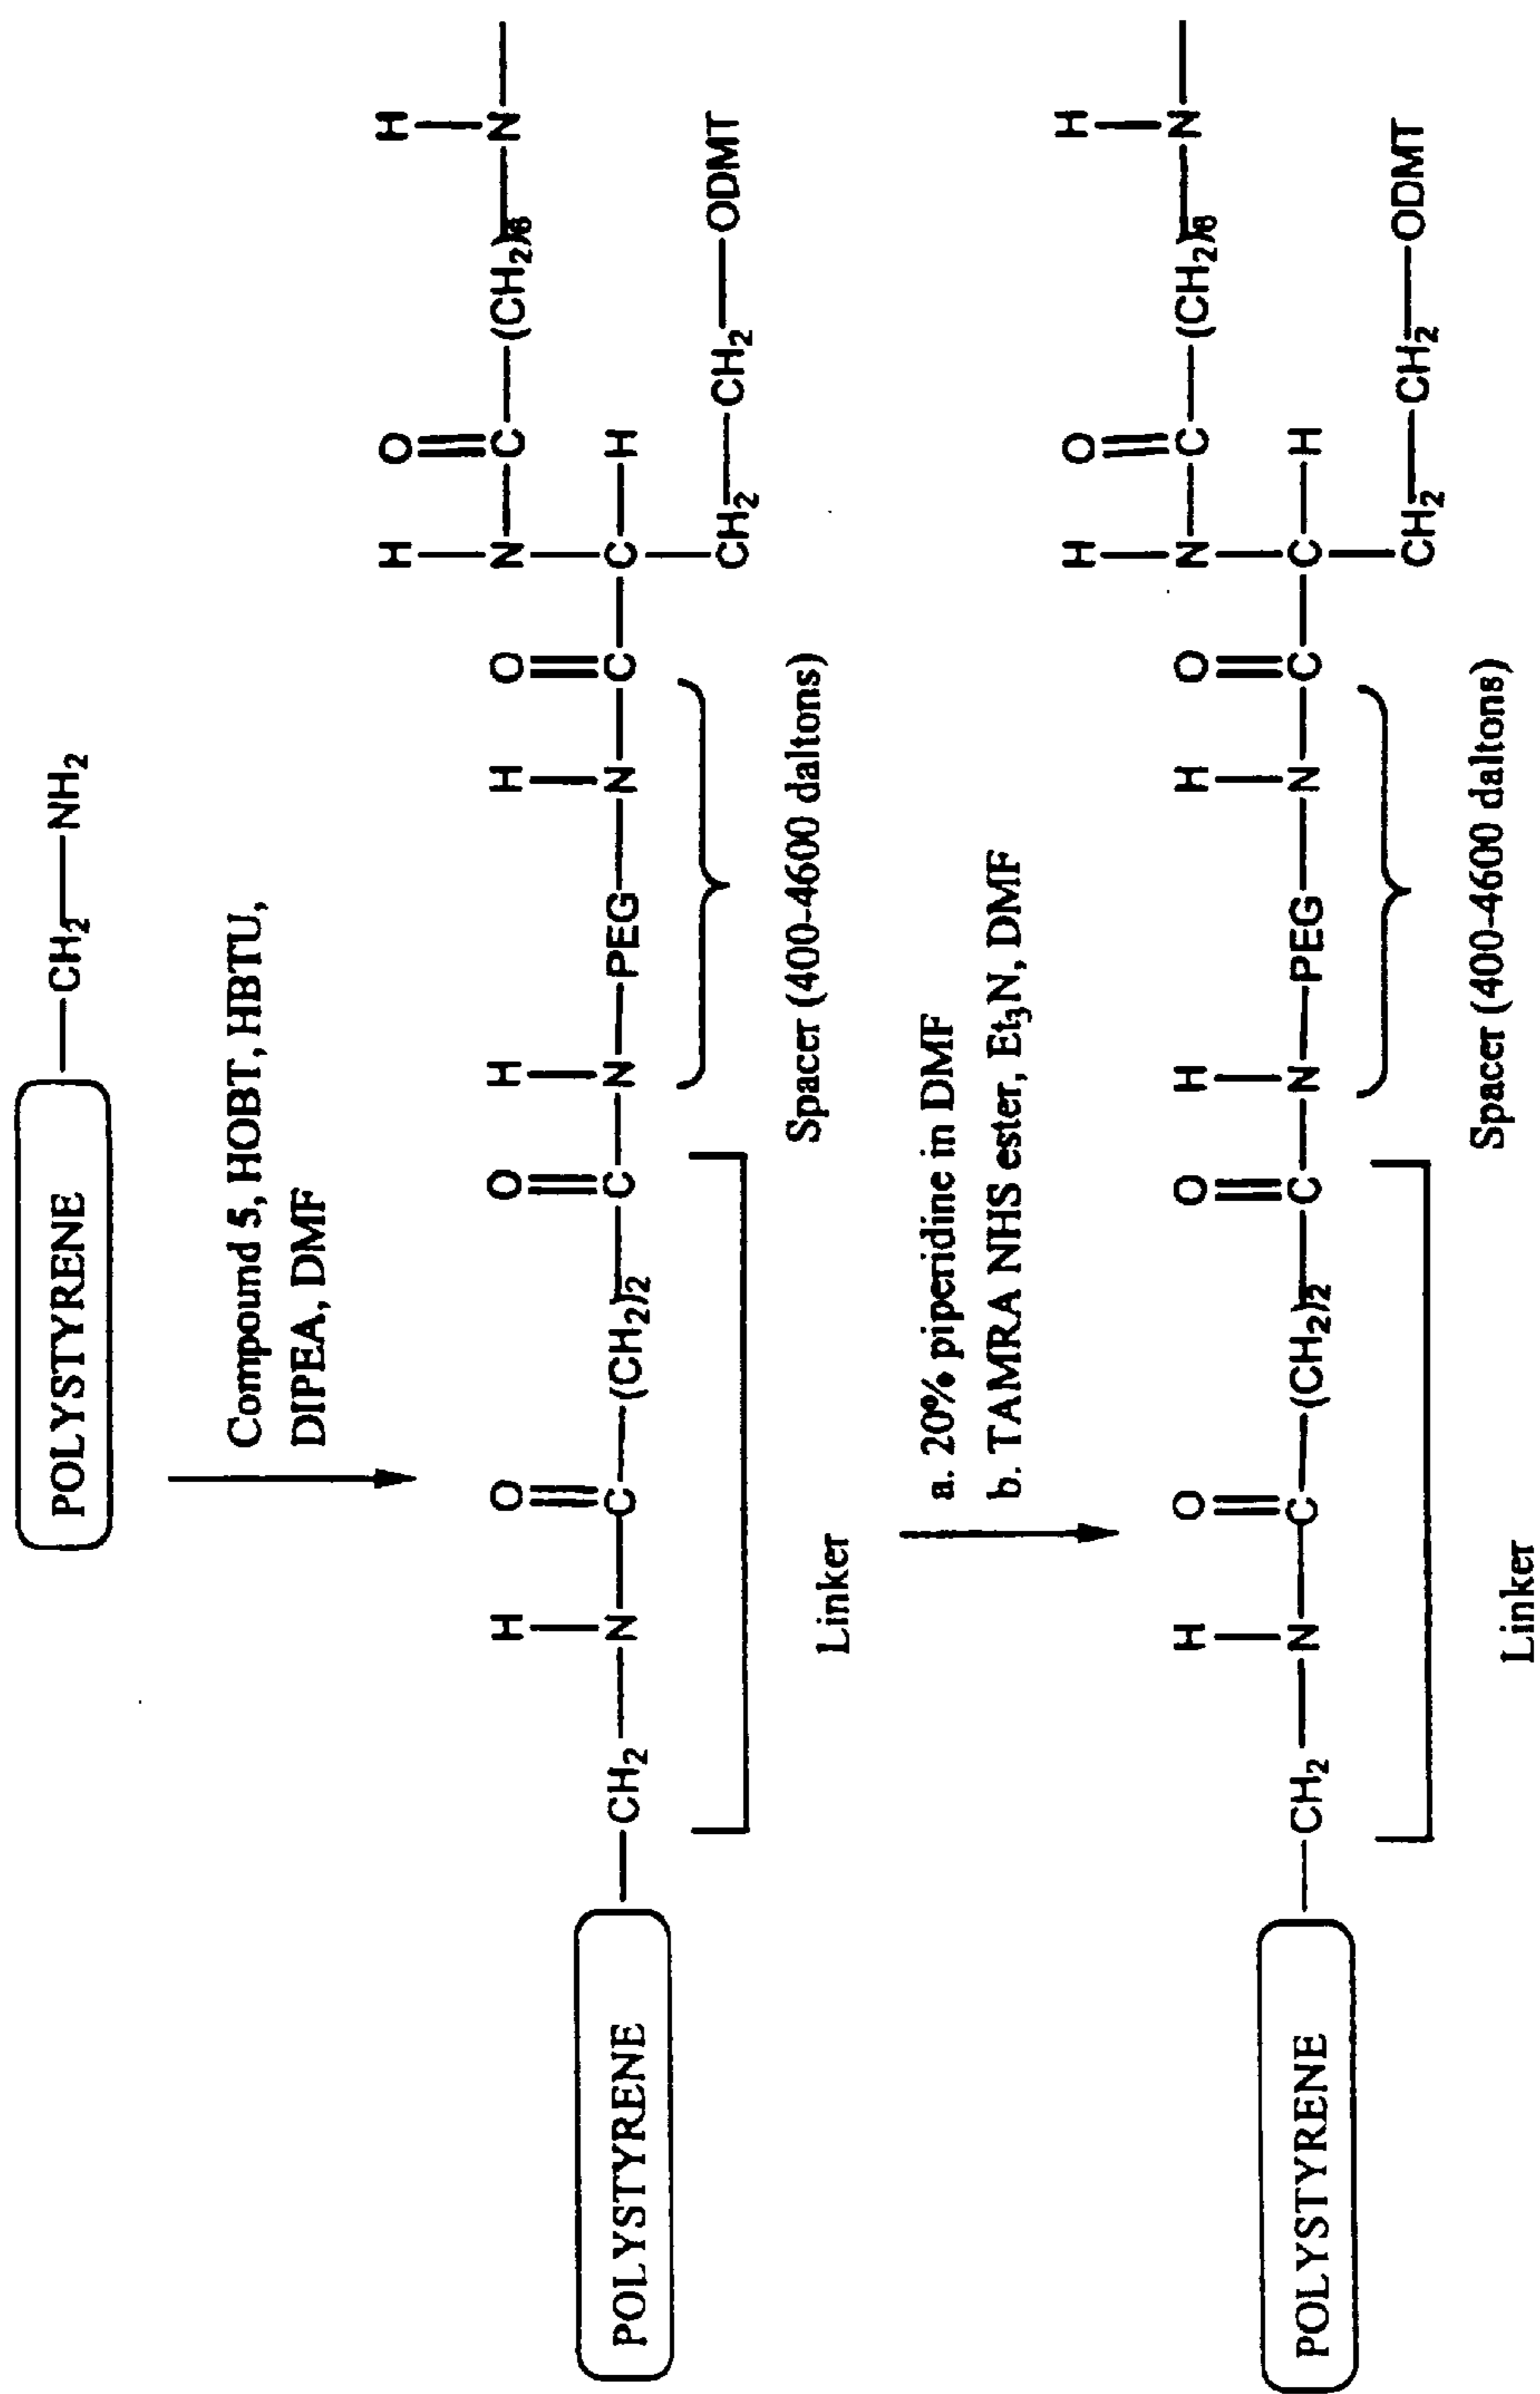 POLYSTYRENE—CH₂—NH₂
Compound 5, HOBT, HBTU,
DIPEA, DMF
H O H
H O O H H O N—C—(CH₂)—N—
POLYSTYRENE—CH₂—N—C—(CH₂)₂—C—N—PEG—N—C—C—H
CH₂—CH₂—ODMT
Spacer (400-4600 daltons)
Linker
a. 20% piperidine in DMF
b. TAMRA NHS ester, Et₃N, DMF
H O H
H O O H H O N—C—(CH₂)—N—
POLYSTYRENE—CH₂—N—C—(CH₂)₂—C—N—PEG—N—C—C—H
CH₂—CH₂—ODMT
Spacer (400-4600 daltons)
Linker